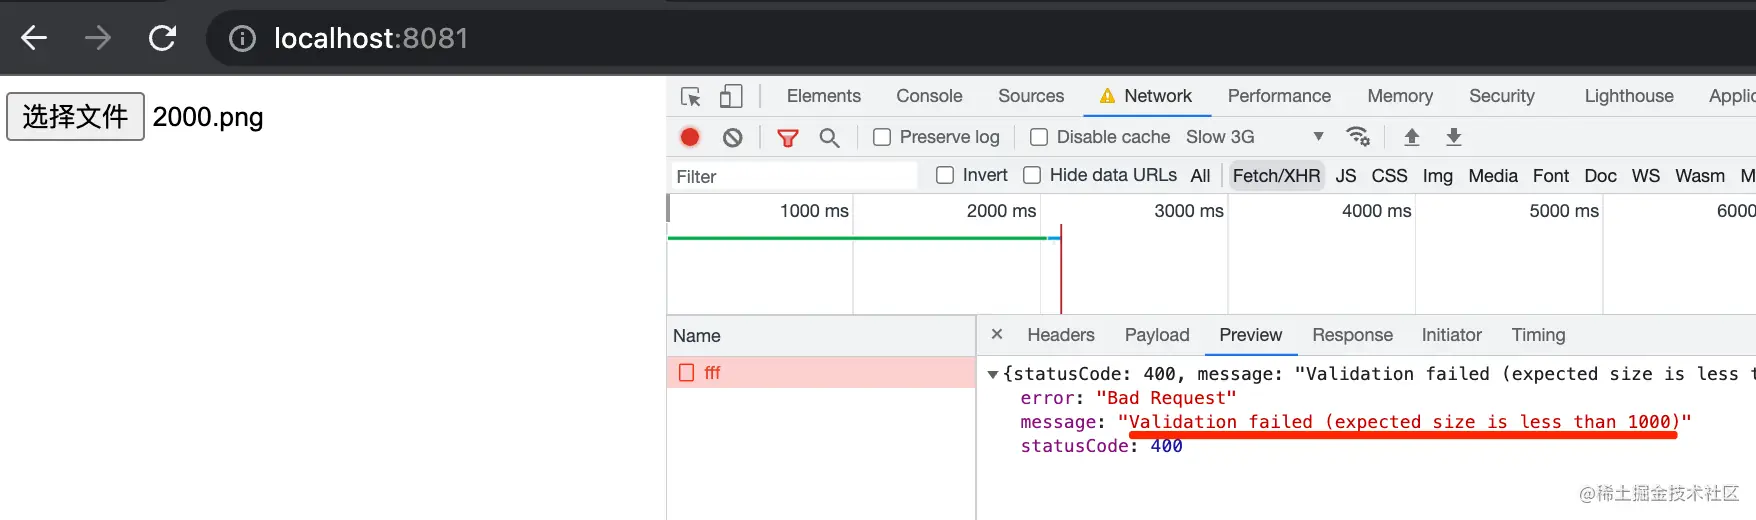 localhost:8081
选择文件 2000.png
Elements Console Sources Network Performance Memory Security Lighthouse Applic
Preserve log Disable cache Slow 3G
Filter Invert Hide data URLs All Fetch/XHR JS CSS Img Media Font Doc WS Wasm M
1000 ms 2000 ms 3000 ms 4000 ms 5000 ms 6000
Name
fff
× Headers Payload Preview Response Initiator Timing
{statusCode: 400, message: "Validation failed (expected size is less t
error: "Bad Request"
message: "Validation failed (expected size is less than 1000)"
statusCode: 400
@稀土掘金技术社区